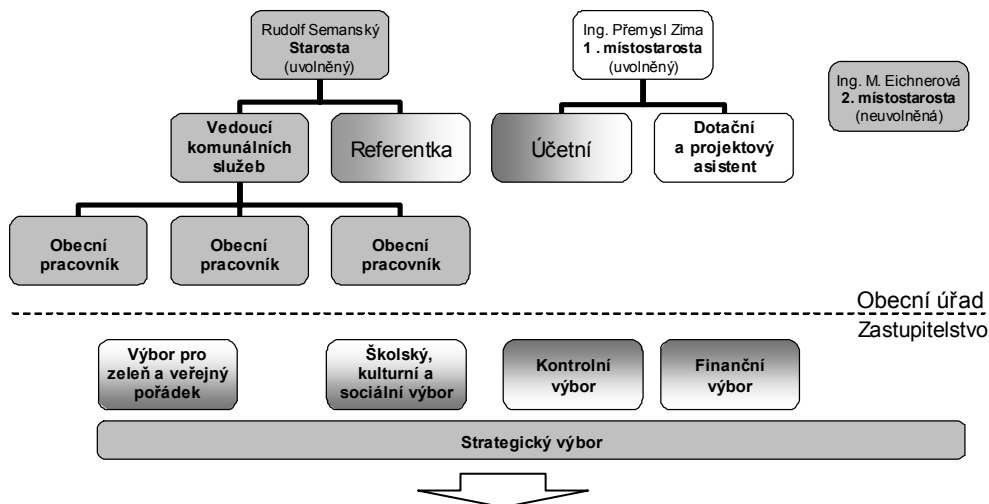 Rudolf Semanský
Starosta
(uvolněný)
Ing. Přemysl Zima
1 . místostarosta
(uvolněný)
Ing. M. Eichnerová
2. místostarosta
(neuvolněná)
Vedoucí
komunálních
služeb
Referentka
Účetní
Dotační
a projektový
asistent
Obecní
pracovník
Obecní
pracovník
Obecní
pracovník
Obecní úřad
Zastupitelstvo
Výbor pro
zeleň a veřejný
pořádek
Školský,
kulturní a
sociální výbor
Kontrolní
výbor
Finanční
výbor
Strategický výbor